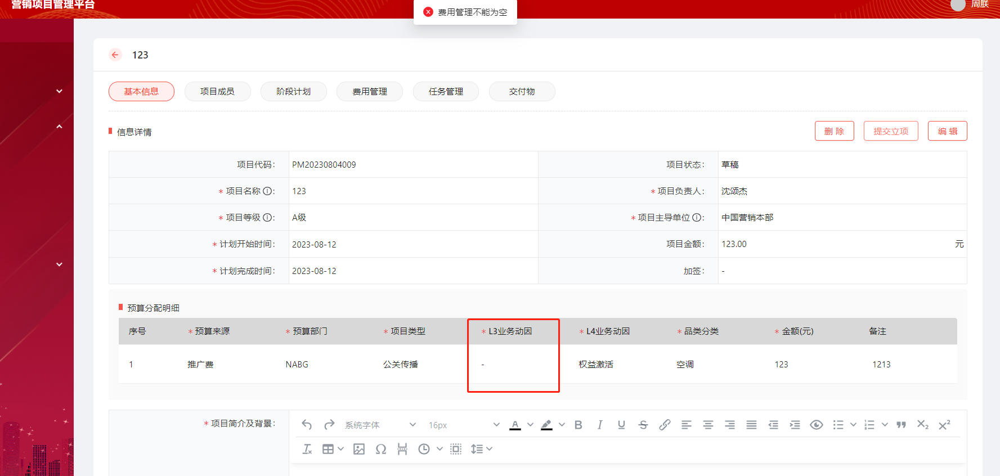 营销项目管理平台
费用管理不能为空
周朕
123
基本信息 项目成员 阶段计划 费用管理 任务管理 交付物
信息详情
删 除 提交立项 编 辑
项目代码: PM20230804009 项目状态: 草稿
* 项目名称 : 123 * 项目负责人: 沈颂杰
* 项目等级 : A级 * 项目主导单位 : 中国营销本部
* 计划开始时间: 2023-08-12 项目金额: 123.00 元
* 计划完成时间: 2023-08-12 加签: -
预算分配明细
序号 * 预算来源 * 预算部门 * 项目类型 * L3业务动因 * L4业务动因 * 品类分类 * 金额(元) 备注
1 推广费 NABG 公关传播 - 权益激活 空调 123 1213
* 项目简介及背景: 系统字体 16px